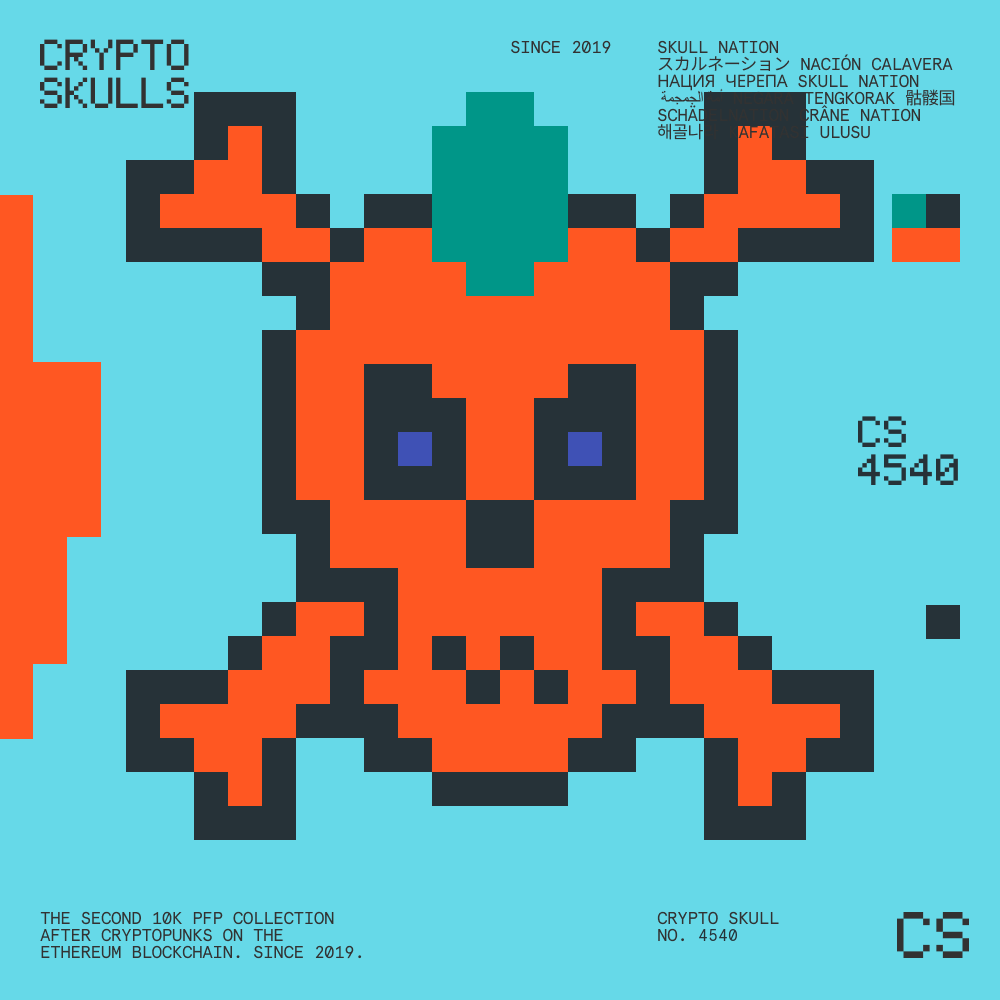 CRYPTO
SKULLS
SINCE 2019
SKULL NATION
スカルネーション NACIÓN CALAVERA
НАЦИЯ ЧЕРЕПА SKULL NATION
الجمجمة TENGKORAK 骷髅国
CRÂNE NATION
해골 ULUSU
CS
4540
THE SECOND 10K PFP COLLECTION
AFTER CRYPTOPUNKS ON THE
ETHEREUM BLOCKCHAIN. SINCE 2019.
CRYPTO SKULL
NO. 4540
CS